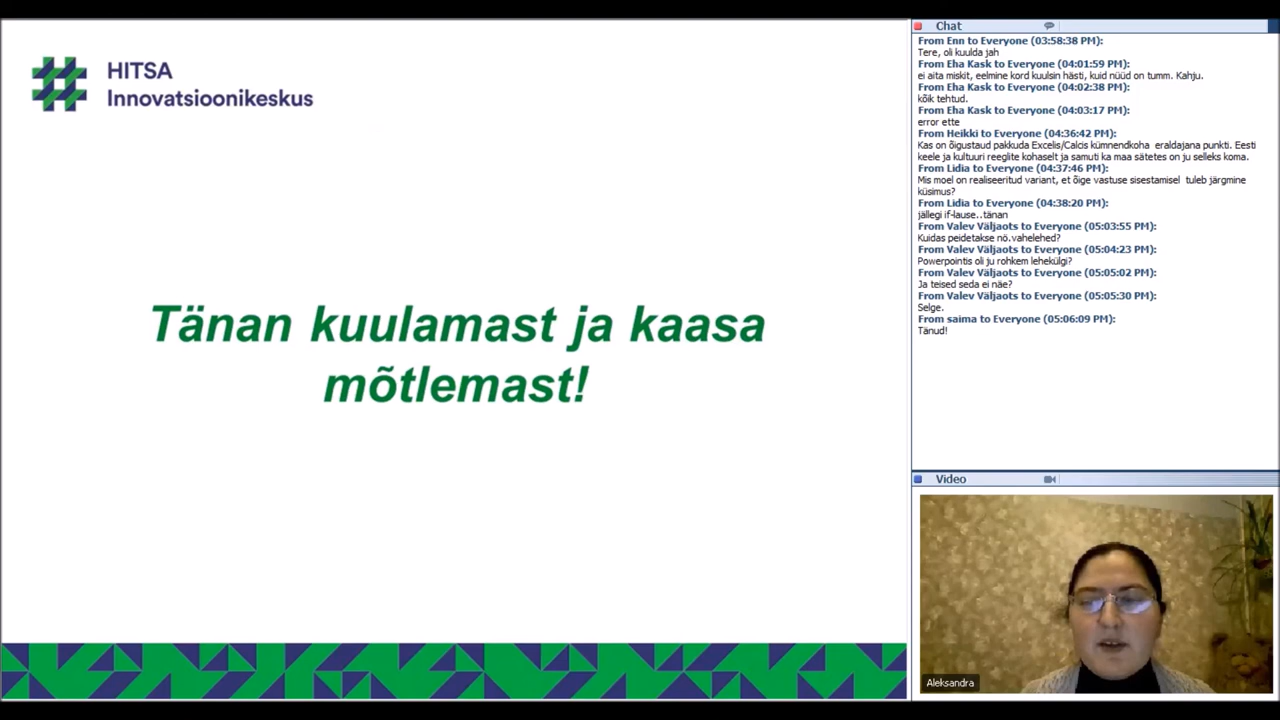 HITSA
Innovatsioonikeskus
Tänan kuulamast ja kaasa
mõtlemast!
Chat
From Enn to Everyone (03:58:38 PM):
Tere, oli kuulda jah
From Eha Kask to Everyone (04:01:59 PM):
ei aita miskit, eelmine kord kuulsin hästi, kuid nüüd on tumm. Kahju.
From Eha Kask to Everyone (04:02:38 PM):
kõik tehtud.
From Eha Kask to Everyone (04:03:17 PM):
error ette
From Heikki to Everyone (04:36:42 PM):
Kas on õigustaud pakkuda Excelis/Calcis kümnendkoha eraldajana punkti. Eesti
keele ja kultuuri reeglite kohaselt ja samuti ka maa sätetes on ju selleks koma.
From Lidia to Everyone (04:37:46 PM):
Mis moel on realiseeritud variant, et õige vastuse sisestamisel tuleb järgmine
küsimus?
From Lidia to Everyone (04:38:20 PM):
jällegi if-lause..tänan
From Valev Väljaots to Everyone (05:03:55 PM):
Kuidas peidetakse nö.vahelehed?
From Valev Väljaots to Everyone (05:04:23 PM):
Powerpointis oli ju rohkem lehekülgi?
From Valev Väljaots to Everyone (05:05:02 PM):
Ja teised seda ei näe?
From Valev Väljaots to Everyone (05:05:30 PM):
Selge.
From saima to Everyone (05:06:09 PM):
Tänud!
Video
Aleksandra